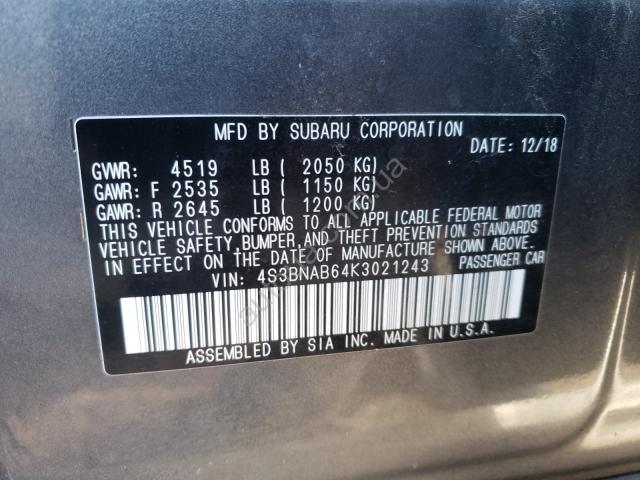 MFD BY SUBARU CORPORATION
DATE: 12/18
GVWR: 4519 LB ( 2050 KG)
GAWR: F 2535 LB ( 1150 KG)
GAWR: R 2645 LB ( 1200 KG)
THIS VEHICLE CONFORMS TO ALL APPLICABLE FEDERAL MOTOR
VEHICLE SAFETY, BUMPER, AND THEFT PREVENTION STANDARDS
IN EFFECT ON THE DATE OF MANUFACTURE SHOWN ABOVE.
VIN: 4S3BNAB64K3021243 PASSENGER CAR
ASSEMBLED BY SIA INC. MADE IN U.S.A.